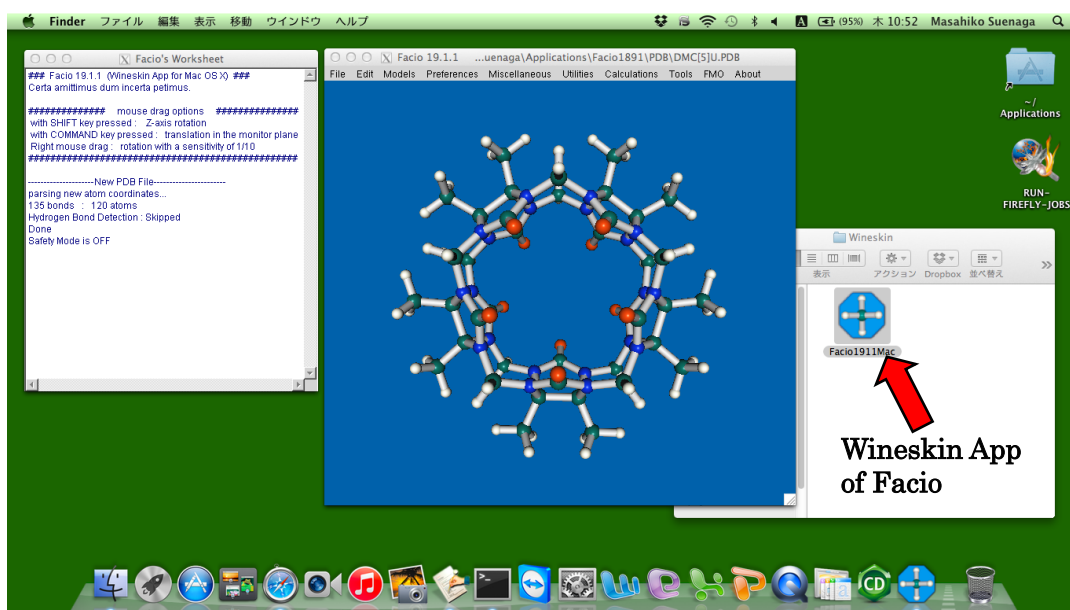 Finder ファイル 編集 表示 移動 ウインドウ ヘルプ
(95%) 木 10:52 Masahiko Suenaga
Facio's Worksheet
### Facio 19.1.1 (Wineskin App for Mac OS X) ###
Certa amittimus dum incerta petimus.
############## mouse drag options ###############
with SHIFT key pressed : Z-axis rotation
with COMMAND key pressed : translation in the monitor plane
Right mouse drag : rotation with a sensitivity of 1/10
################################################
----------------------New PDB File------------------------
parsing new atom coordinates...
135 bonds : 120 atoms
Hydrogen Bond Detection : Skipped
Done
Safety Mode is OFF
Facio 19.1.1 ...uenaga\Applications\Facio1891\PDB\DMC[5]U.PDB
File Edit Models Preferences Miscellaneous Utilities Calculations Tools FMO About
~/
Applications
RUN-
FIREFLY-JOBS
Wineskin
表示 アクション Dropbox 並べ替え
Facio1911Mac
Wineskin App
of Facio